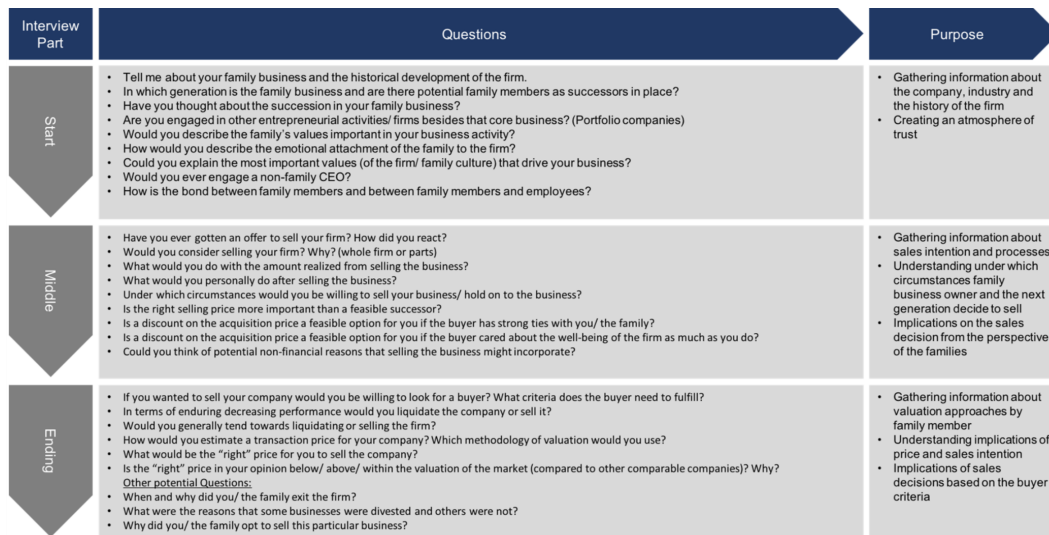 Interview
Part
Questions
Purpose
Start
• Tell me about your family business and the historical development of the firm.
• In which generation is the family business and are there potential family members as successors in place?
• Have you thought about the succession in your family business?
• Are you engaged in other entrepreneurial activities/ firms besides that core business? (Portfolio companies)
• Would you describe the family's values important in your business activity?
• How would you describe the emotional attachment of the family to the firm?
• Could you explain the most important values (of the firm/ family culture) that drive your business?
• Would you ever engage a non-family CEO?
• How is the bond between family members and between family members and employees?
• Gathering information about
the company, industry and
the history of the firm
• Creating an atmosphere of
trust
Middle
• Have you ever gotten an offer to sell your firm? How did you react?
• Would you consider selling your firm? Why? (whole firm or parts)
• What would you do with the amount realized from selling the business?
• What would you personally do after selling the business?
• Under which circumstances would you be willing to sell your business/ hold on to the business?
• Is the right selling price more important than a feasible successor?
• Is a discount on the acquisition price a feasible option for you if the buyer has strong ties with you/ the family?
• Is a discount on the acquisition price a feasible option for you if the buyer cared about the well-being of the firm as much as you do?
• Could you think of potential non-financial reasons that selling the business might incorporate?
• Gathering information about
sales intention and processes
• Understanding under which
circumstances family
business owner and the next
generation decide to sell
• Implications on the sales
decision from the perspective
of the families
Ending
• If you wanted to sell your company would you be willing to look for a buyer? What criteria does the buyer need to fulfill?
• In terms of enduring decreasing performance would you liquidate the company or sell it?
• Would you generally tend towards liquidating or selling the firm?
• How would you estimate a transaction price for your company? Which methodology of valuation would you use?
• What would be the "right" price for you to sell the company?
• Is the "right" price in your opinion below/ above/ within the valuation of the market (compared to other comparable companies)? Why?
Other potential Questions:
• When and why did you/ the family exit the firm?
• What were the reasons that some businesses were divested and others were not?
• Why did you/ the family opt to sell this particular business?
• Gathering information about
valuation approaches by
family member
• Understanding implications of
price and sales intention
• Implications of sales
decisions based on the buyer
criteria